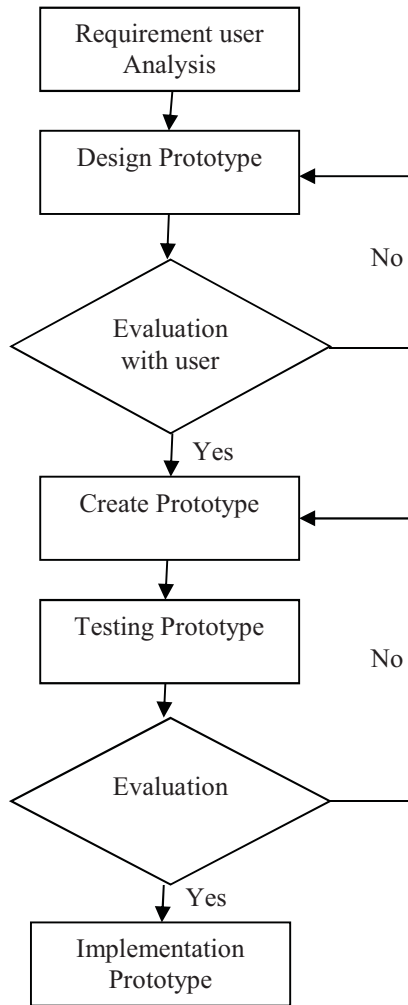 Requirement user
Analysis
Design Prototype
No
Evaluation
with user
Yes
Create Prototype
Testing Prototype
No
Evaluation
Yes
Implementation
Prototype